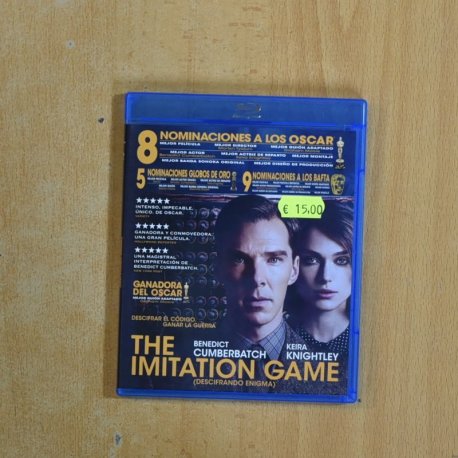 8 NOMINACIONES A LOS OSCAR
MEJOR PELÍCULA MEJOR DIRECTOR MEJOR GUIÓN ADAPTADO
MEJOR ACTOR MEJOR ACTRIZ DE REPARTO MEJOR MONTAJE
MEJOR BANDA SONORA ORIGINAL MEJOR DISEÑO DE PRODUCCIÓN
5 NOMINACIONES GLOBOS DE ORO
9 NOMINACIONES A LOS BAFTA
€ 15,00
INTENSO, IMPECABLE,
ÚNICO. DE OSCAR.
GANADORA Y CONMOVEDORA.
UNA GRAN PELÍCULA.
UNA MAGISTRAL
INTERPRETACIÓN DE
BENEDICT CUMBERBATCH.
GANADORA
DEL OSCAR
MEJOR GUIÓN ADAPTADO
DESCIFRAR EL CÓDIGO.
GANAR LA GUERRA
BENEDICT CUMBERBATCH
KEIRA KNIGHTLEY
THE
IMITATION GAME
(DESCIFRANDO ENIGMA)